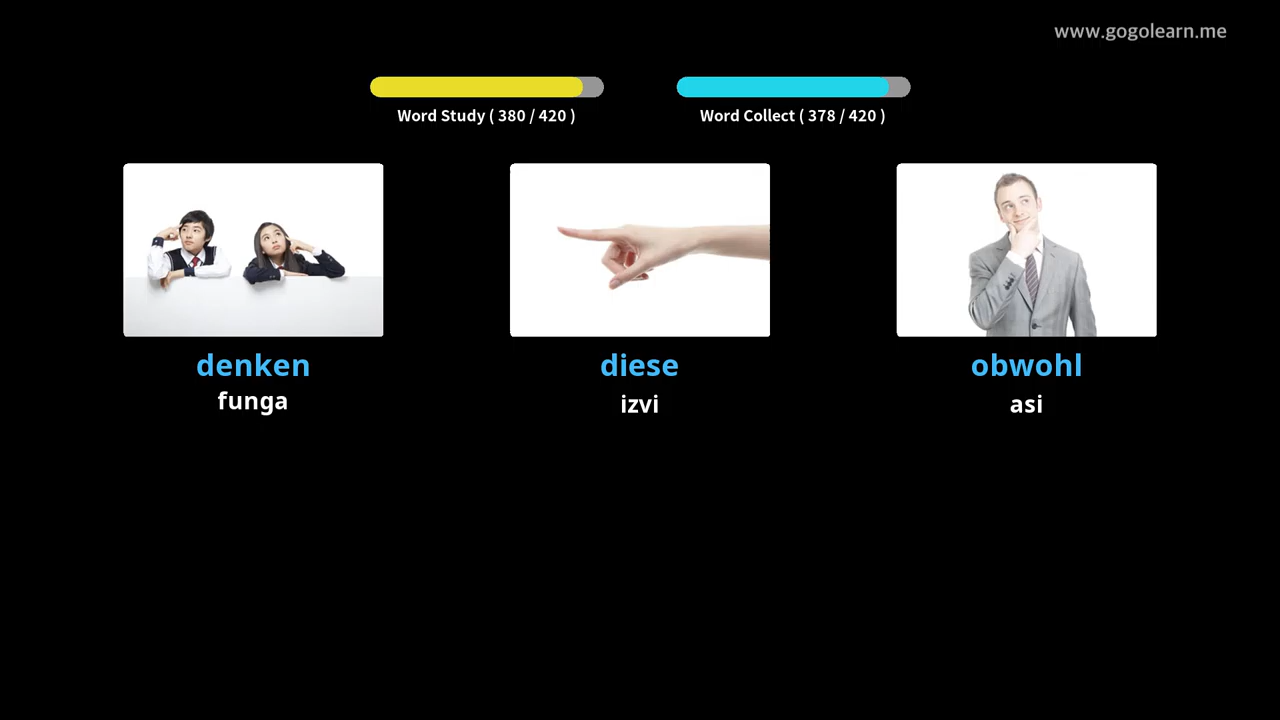 www.gogolearn.me
Word Study ( 380 / 420 )
Word Collect ( 378 / 420 )
denken
funga
diese
izvi
obwohl
asi